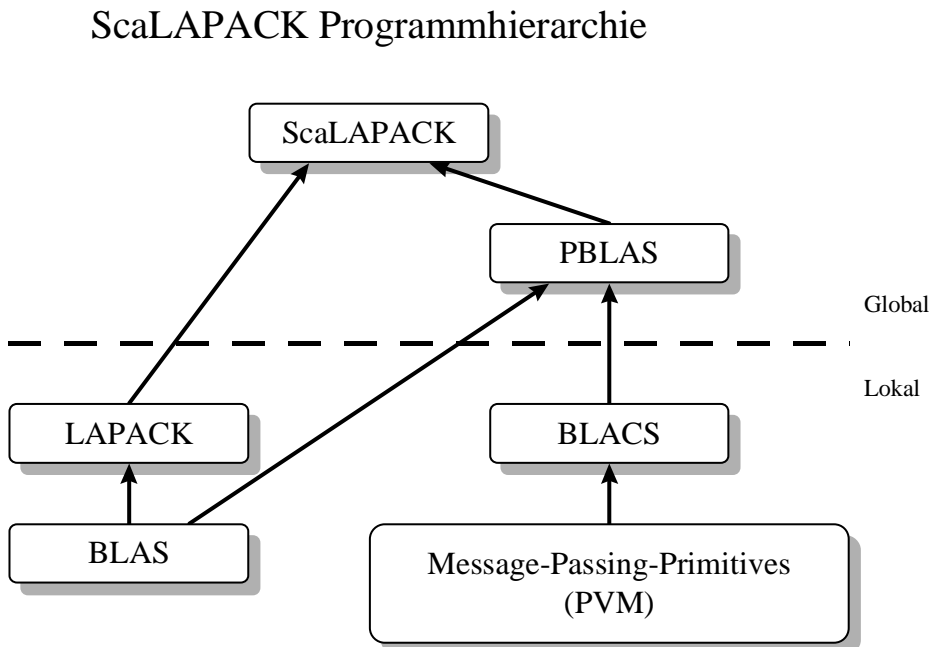 ScaLAPACK Programmhierarchie
ScaLAPACK
PBLAS
Global
Lokal
LAPACK
BLACS
BLAS
Message-Passing-Primitives
(PVM)